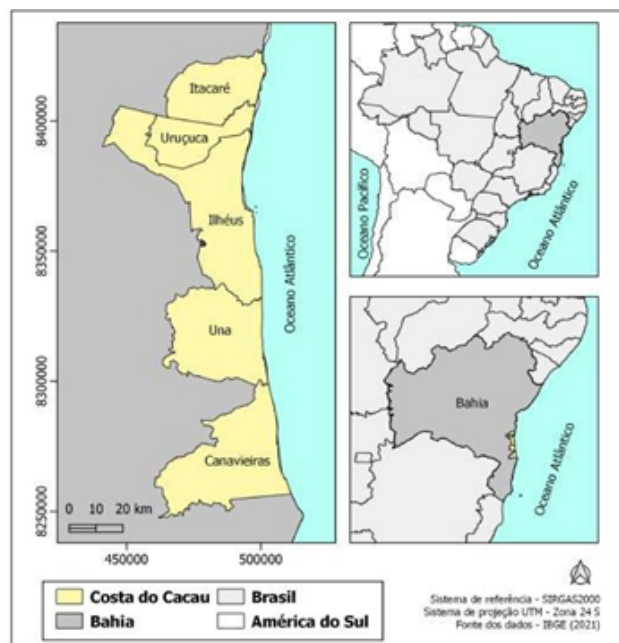 Itacaré
Uruçuca
Ilhéus
Una
Canavieiras
Oceano Atlântico
8400000
8350000
8300000
8250000
0 10 20 km
450000
500000
Oceano Pacífico
Oceano Atlântico
Bahia
Oceano Atlântico
Costa do Cacau
Brasil
Bahia
América do Sul
Sistema de referência - SIRGAS2000
Sistema de projeção UTM - Zona 24 S
Fonte dos dados - IBGE (2021)